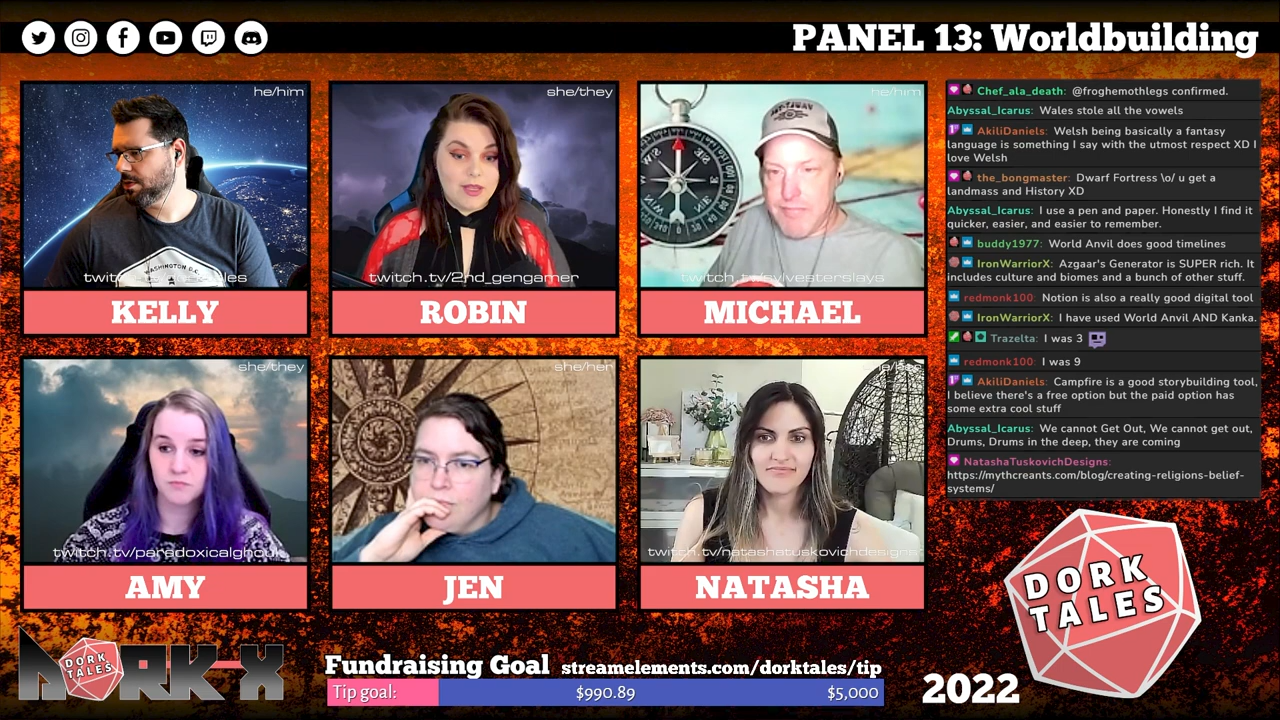 PANEL 13: Worldbuilding
he/him
WASHINGTON D.C.
KELLY
she/they
twitch.tv/2nd_gengamer
ROBIN
he/him
twitch.tv/sylvesterslays
MICHAEL
she/they
twitch.tv/paradoxicalghoul
AMY
she/her
JEN
twitch.tv/natashatuskovichdesigns
NATASHA
Chef_ala_death: @froghemothlegs confirmed.
Abyssal_Icarus: Wales stole all the vowels
AkiliDaniels: Welsh being basically a fantasy
language is something I say with the utmost respect XD I
love Welsh
the_bongmaster: Dwarf Fortress \o/ u get a
landmass and History XD
Abyssal_Icarus: I use a pen and paper. Honestly I find it
quicker, easier, and easier to remember.
buddy1977: World Anvil does good timelines
IronWarriorX: Azgaar's Generator is SUPER rich. It
includes culture and biomes and a bunch of other stuff.
redmonk100: Notion is also a really good digital tool
IronWarriorX: I have used World Anvil AND Kanka.
Trazelta: I was 3
redmonk100: I was 9
AkiliDaniels: Campfire is a good storybuilding tool,
I believe there's a free option but the paid option has
some extra cool stuff
Abyssal_Icarus: We cannot Get Out, We cannot get out,
Drums, Drums in the deep, they are coming
NatashaTuskovichDesigns:
https://mythcreants.com/blog/creating-religions-belief-
systems/
DORK
TALES
DORK-X
DORK
TALES
Fundraising Goal streamelements.com/dorktales/tip
Tip goal: $990.89 $5,000
2022